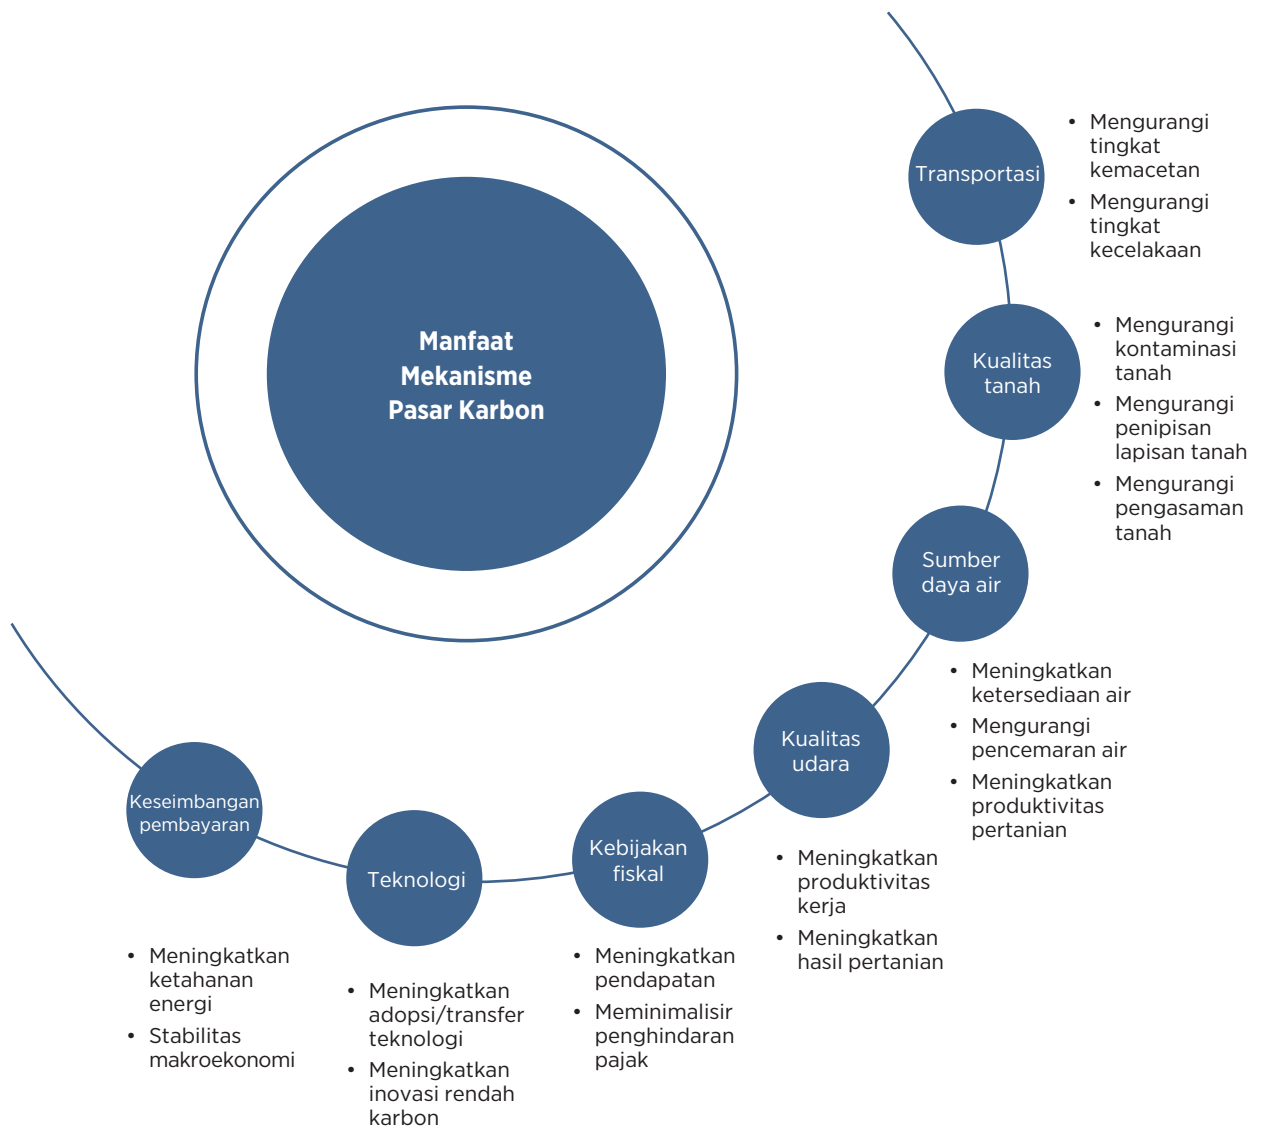 Manfaat
Mekanisme
Pasar Karbon
Transportasi
• Mengurangi
tingkat
kemacetan
• Mengurangi
tingkat
kecelakaan
Kualitas
tanah
• Mengurangi
kontaminasi
tanah
• Mengurangi
penipisan
lapisan tanah
• Mengurangi
pengasaman
tanah
Sumber
daya air
• Meningkatkan
ketersediaan air
• Mengurangi
pencemaran air
• Meningkatkan
produktivitas
pertanian
Kualitas
udara
• Meningkatkan
produktivitas
kerja
• Meningkatkan
hasil pertanian
Kebijakan
fiskal
• Meningkatkan
pendapatan
• Meminimalisir
penghindaran
pajak
Teknologi
• Meningkatkan
adopsi/transfer
teknologi
• Meningkatkan
inovasi rendah
karbon
Keseimbangan
pembayaran
• Meningkatkan
ketahanan
energi
• Stabilitas
makroekonomi